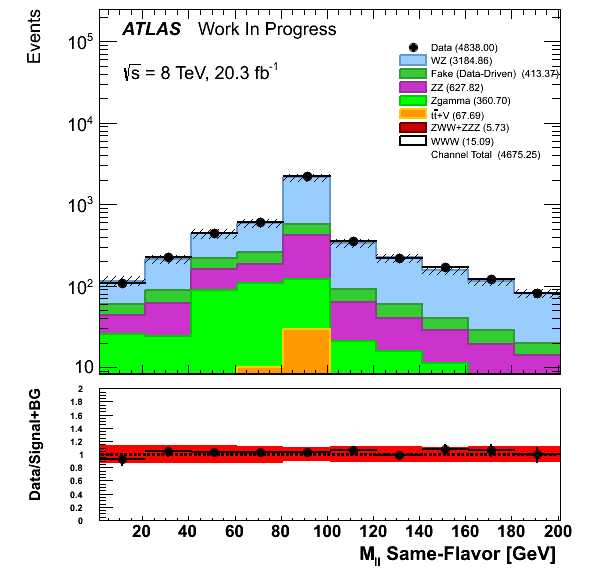 Events
ATLAS Work In Progress
√s = 8 TeV, 20.3 fb⁻¹
Data (4838.00)
WZ (3184.86)
Fake (Data-Driven) (413.37)
ZZ (627.82)
Zgamma (360.70)
tt̄+V (67.69)
ZWW+ZZZ (5.73)
WWW (15.09)
Channel Total (4675.25)
10⁵
10⁴
10³
10²
10
Data/Signal+BG
2
1.8
1.6
1.4
1.2
1
0.8
0.6
0.4
0.2
0
20 40 60 80 100 120 140 160 180 200
M_ll Same-Flavor [GeV]